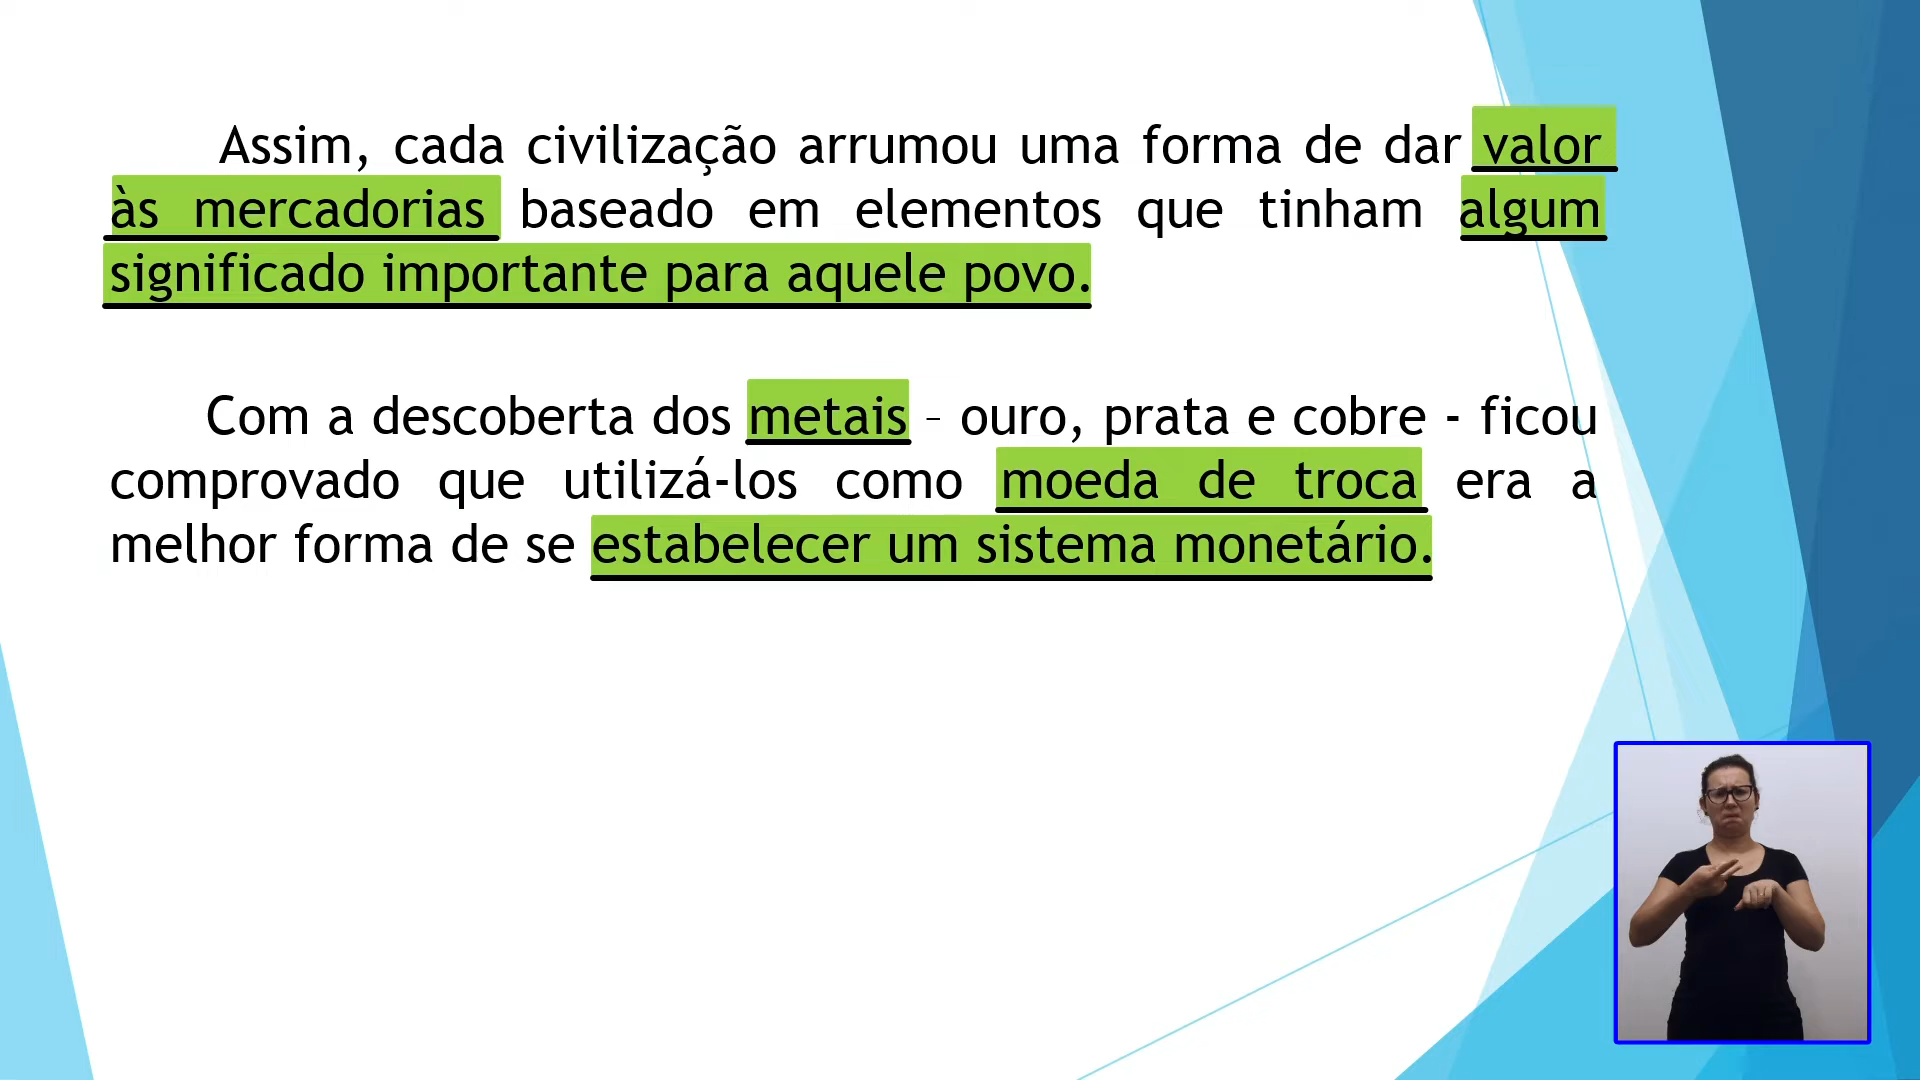 Assim, cada civilização arrumou uma forma de dar valor
às mercadorias baseado em elementos que tinham algum
significado importante para aquele povo.
Com a descoberta dos metais – ouro, prata e cobre - ficou
comprovado que utilizá-los como moeda de troca era a
melhor forma de se estabelecer um sistema monetário.